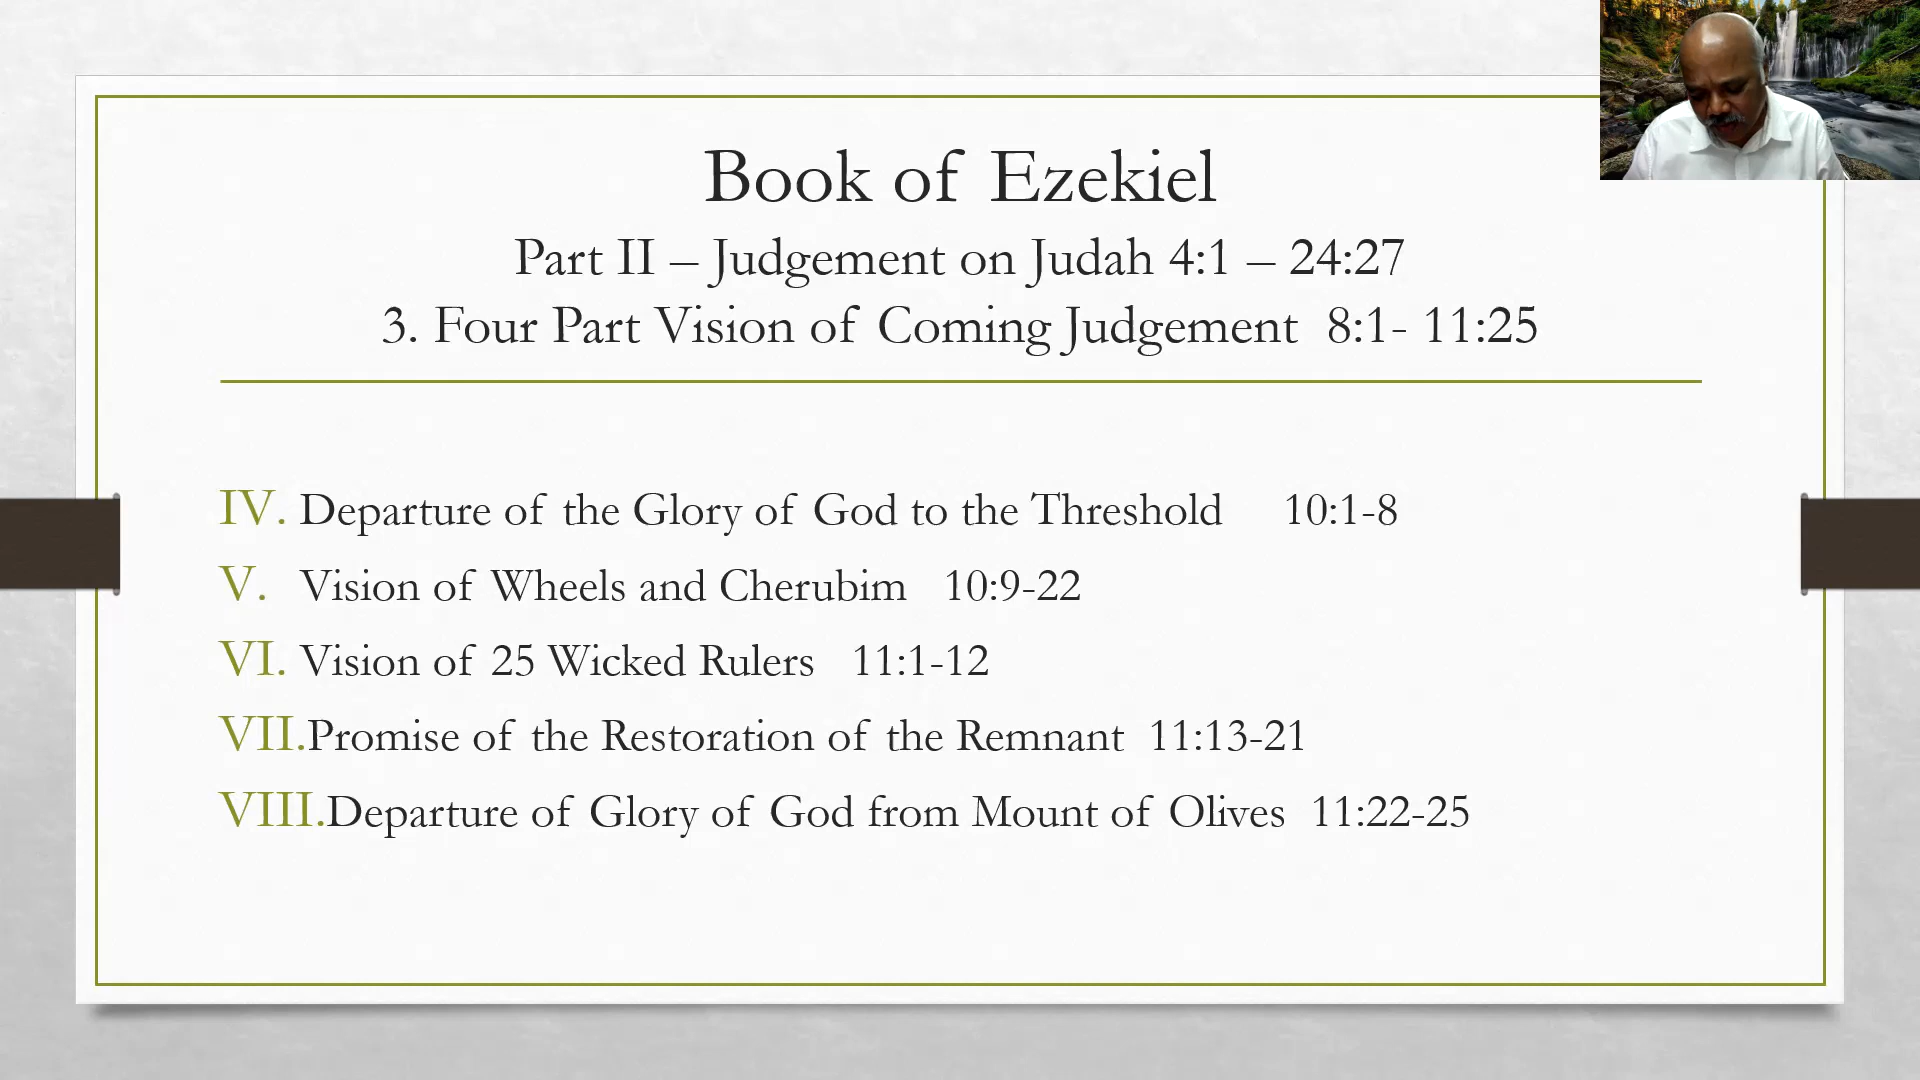 Book of Ezekiel
Part II – Judgement on Judah 4:1 – 24:27
3. Four Part Vision of Coming Judgement 8:1- 11:25
IV. Departure of the Glory of God to the Threshold 10:1-8
V. Vision of Wheels and Cherubim 10:9-22
VI. Vision of 25 Wicked Rulers 11:1-12
VII.Promise of the Restoration of the Remnant 11:13-21
VIII.Departure of Glory of God from Mount of Olives 11:22-25